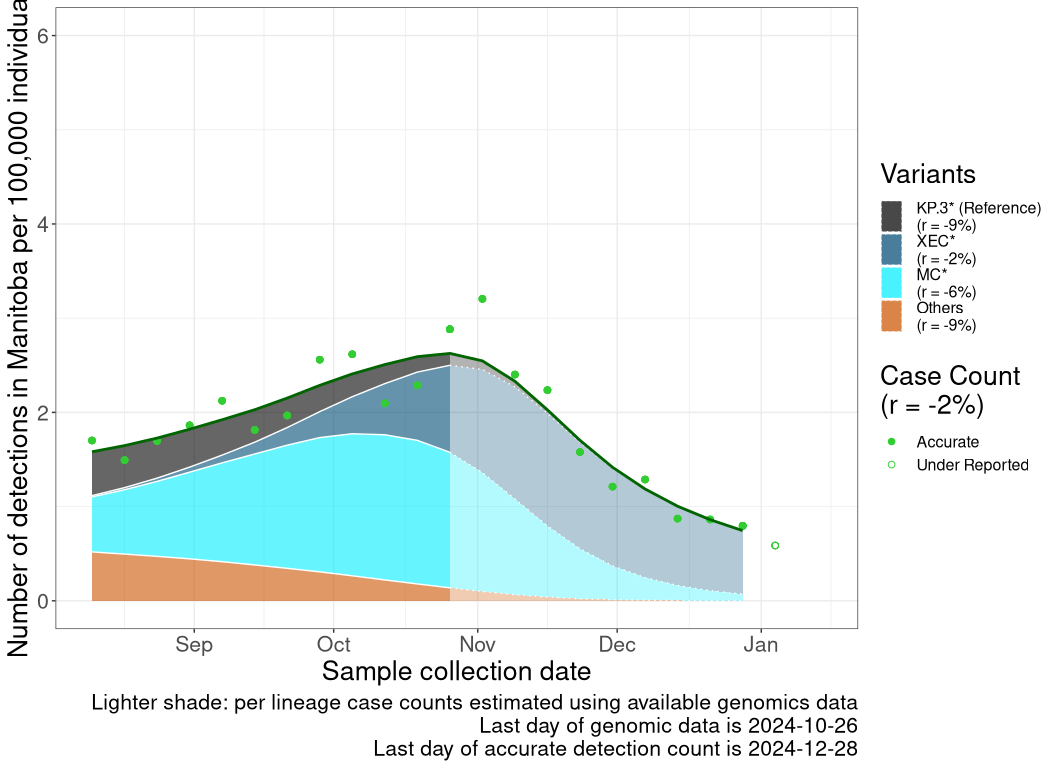 Number of detections in Manitoba per 100,000 individua
6
4
2
0
Sep Oct Nov Dec Jan
Sample collection date
Lighter shade: per lineage case counts estimated using available genomics data
Last day of genomic data is 2024-10-26
Last day of accurate detection count is 2024-12-28
Variants
KP.3* (Reference)
(r = -9%)
XEC*
(r = -2%)
MC*
(r = -6%)
Others
(r = -9%)
Case Count
(r = -2%)
Accurate
Under Reported